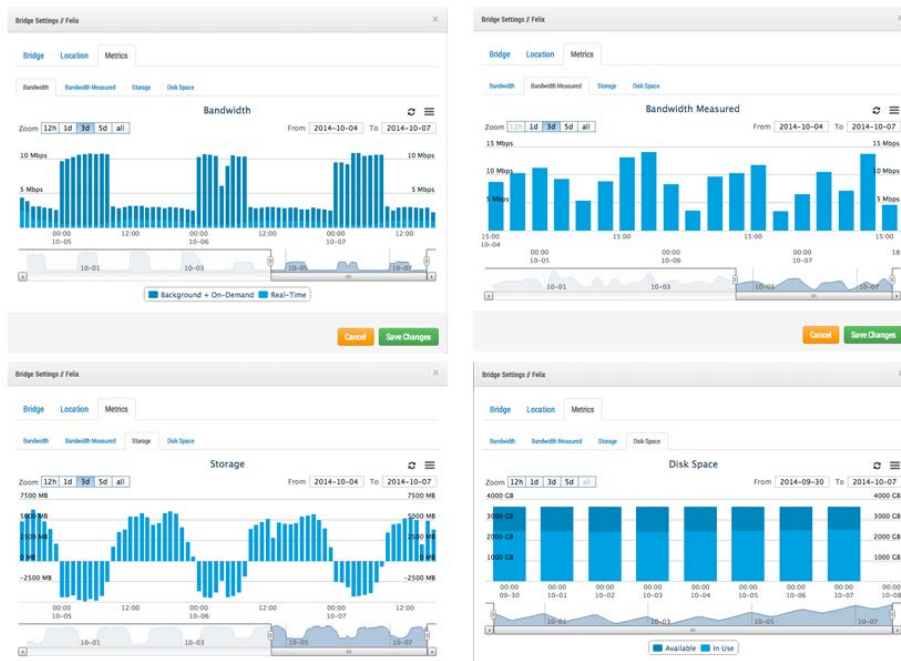 Bridge Settings // Felix ×
Bridge Location Metrics
Bandwidth Bandwidth Measured Storage Disk Space
Bandwidth
Zoom 12h 1d 3d 5d all From 2014-10-04 To 2014-10-07
10 Mbps 10 Mbps
5 Mbps 5 Mbps
00:00 12:00 00:00 12:00 00:00 12:00
10-05 10-06 10-07
10-01 10-03 10-05 10-07
Background + On-Demand Real-Time
Cancel Save Changes
Bridge Settings // Felix
Bridge Location Metrics
Bandwidth Bandwidth Measured Storage Disk Space
Bandwidth Measured
Zoom 12h 1d 3d 5d all From 2014-10-04 To 2014-10-07
15 Mbps 15 Mbps
10 Mbps 10 Mbps
5 Mbps 5 Mbps
15:00 15:00 15:00 15:00
10-04
00:00 00:00 00:00 18:
10-05 10-06 10-07
10-01 10-03 10-05 10-07
Cancel Save Changes
Bridge Settings // Felix ×
Bridge Location Metrics
Bandwidth Bandwidth Measured Storage Disk Space
Storage
Zoom 12h 1d 3d 5d all From 2014-10-04 To 2014-10-07
7500 MB 7500 MB
5000 MB 5000 MB
2500 MB 2500 MB
0 MB 0 MB
-2500 MB -2500 MB
00:00 12:00 00:00 12:00 00:00 12:00
10-05 10-06 10-07
10-01 10-03 10-05 10-07
Bridge Settings // Felix
Bridge Location Metrics
Bandwidth Bandwidth Measured Storage Disk Space
Disk Space
Zoom 12h 1d 3d 5d all From 2014-09-30 To 2014-10-07
4000 GB 4000 GB
3000 GB 3000 GB
2000 GB 2000 GB
1000 GB 1000 GB
00:00 00:00 00:00 00:00 00:00 00:00 00:00 00:00 00:00
09-30 10-01 10-02 10-03 10-04 10-05 10-06 10-07 10-08
10-01 10-03 10-05 10-07
Available In Use